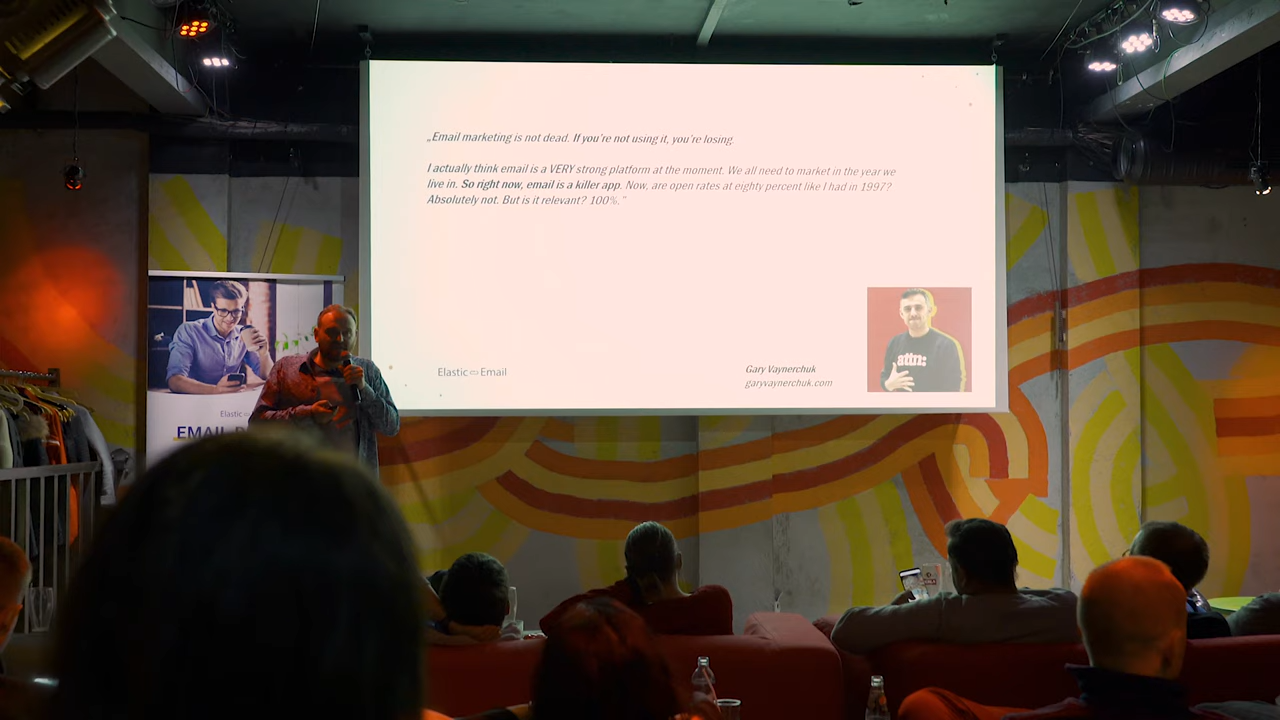 „Email marketing is not dead. If you're not using it, you're losing.
I actually think email is a VERY strong platform at the moment. We all need to market in the year we
live in. So right now, email is a killer app. Now, are open rates at eighty percent like I had in 1997?
Absolutely not. But is it relevant? 100%."
Elastic Email
Gary Vaynerchuk
garyvaynerchuk.com
attn:
Elastic
EMAIL